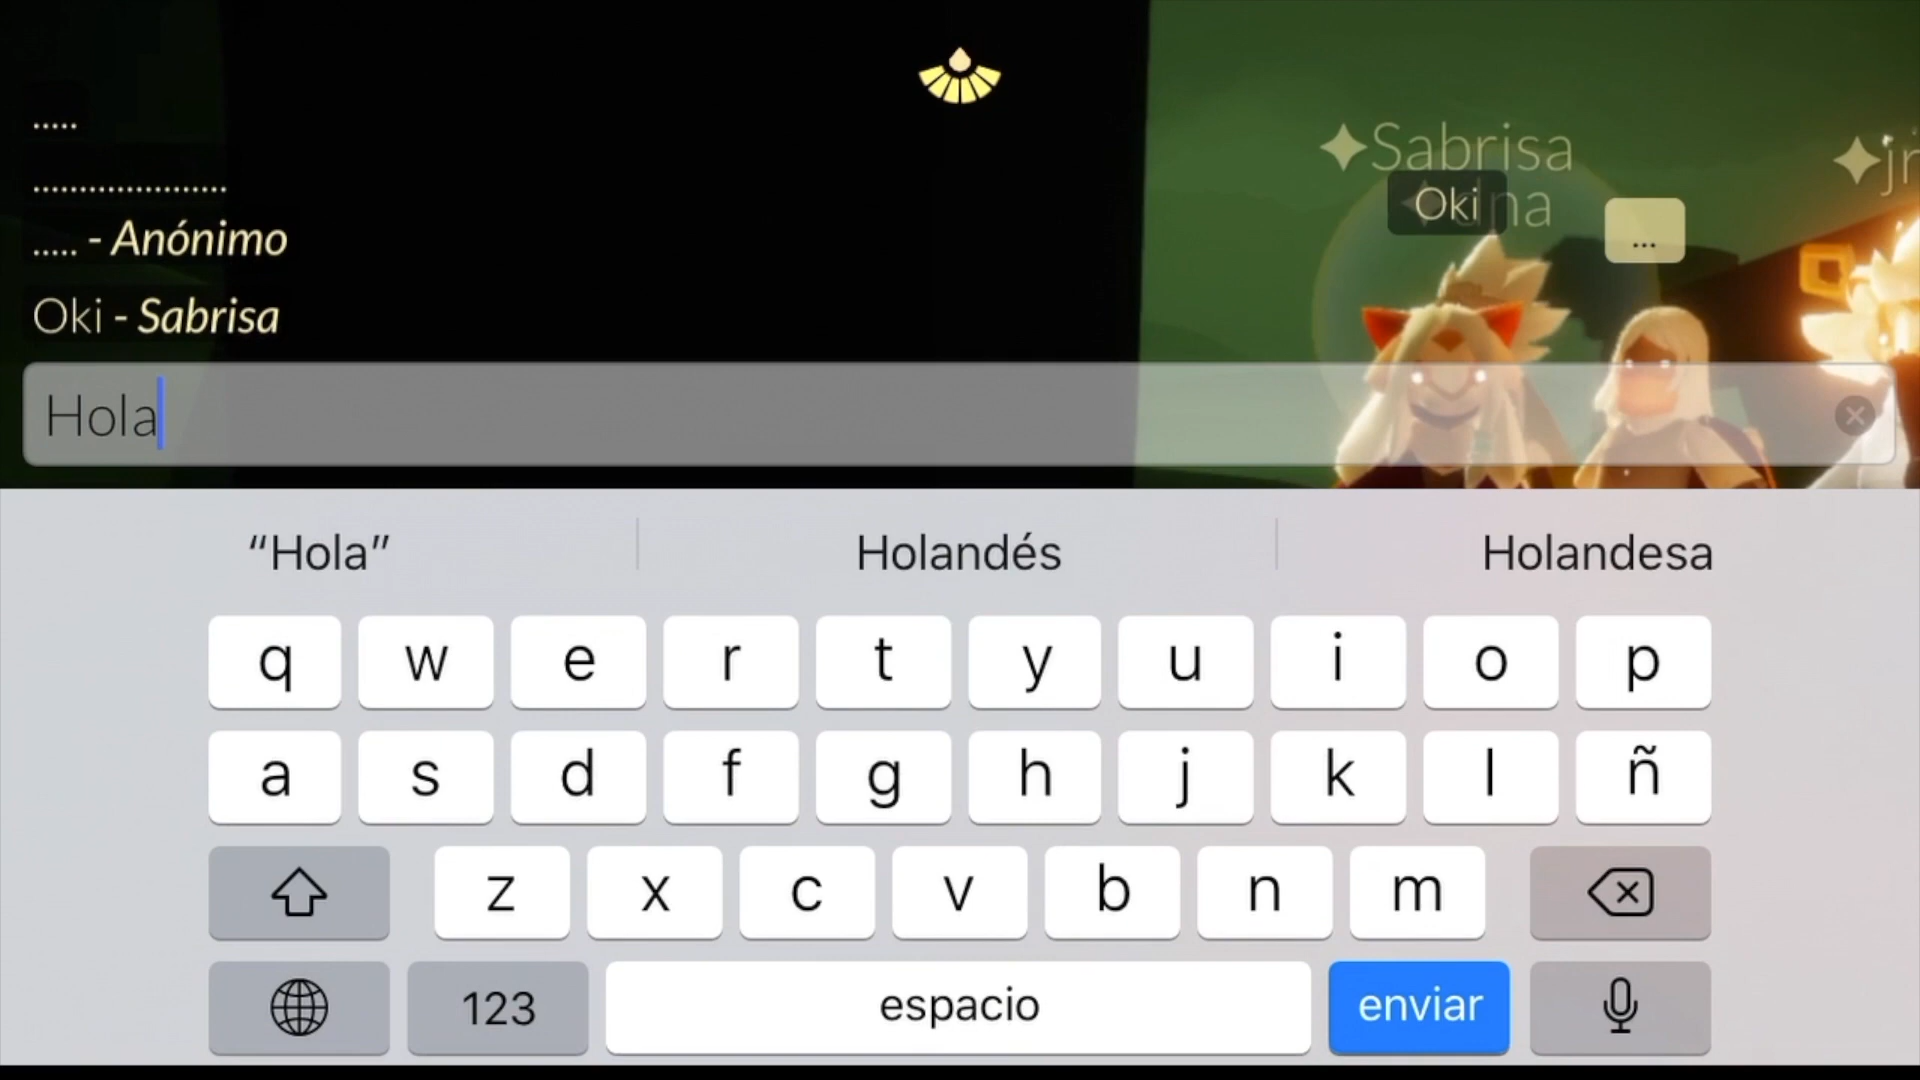 .....
.....................
..... - Anónimo
Oki - Sabrisa
✦Sabrisa
Oki
...
Hola
“Hola” Holandés Holandesa
q w e r t y u i o p
a s d f g h j k l ñ
z x c v b n m
123 espacio enviar